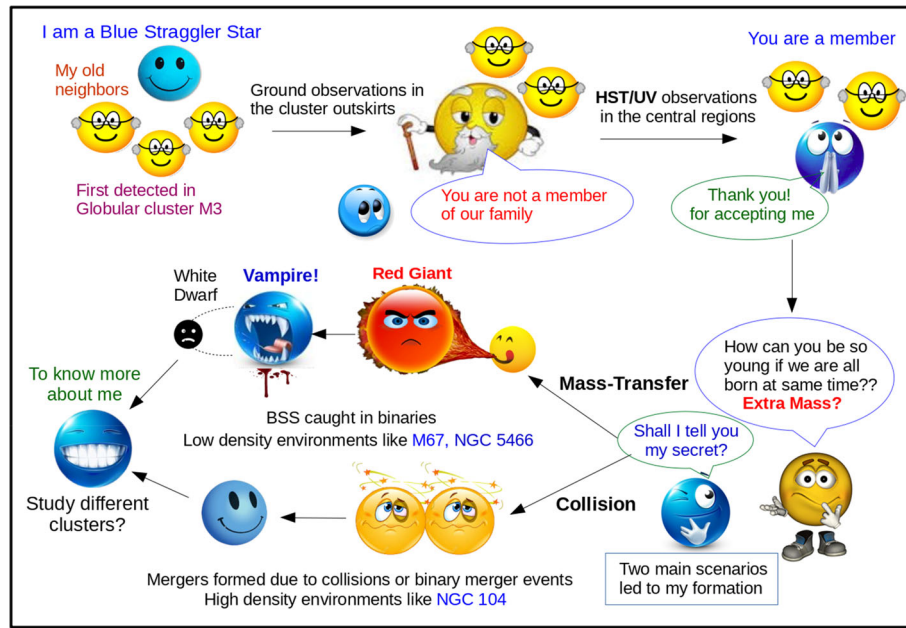 I am a Blue Straggler Star
My old
neighbors
First detected in
Globular cluster M3
Ground observations in
the cluster outskirts
You are not a member
of our family
HST/UV observations
in the central regions
You are a member
Thank you!
for accepting me
How can you be so
young if we are all
born at same time??
Extra Mass?
Shall I tell you
my secret?
Two main scenarios
led to my formation
Mass-Transfer
Red Giant
Vampire!
White
Dwarf
BSS caught in binaries
Low density environments like M67, NGC 5466
Collision
Mergers formed due to collisions or binary merger events
High density environments like NGC 104
To know more
about me
Study different
clusters?